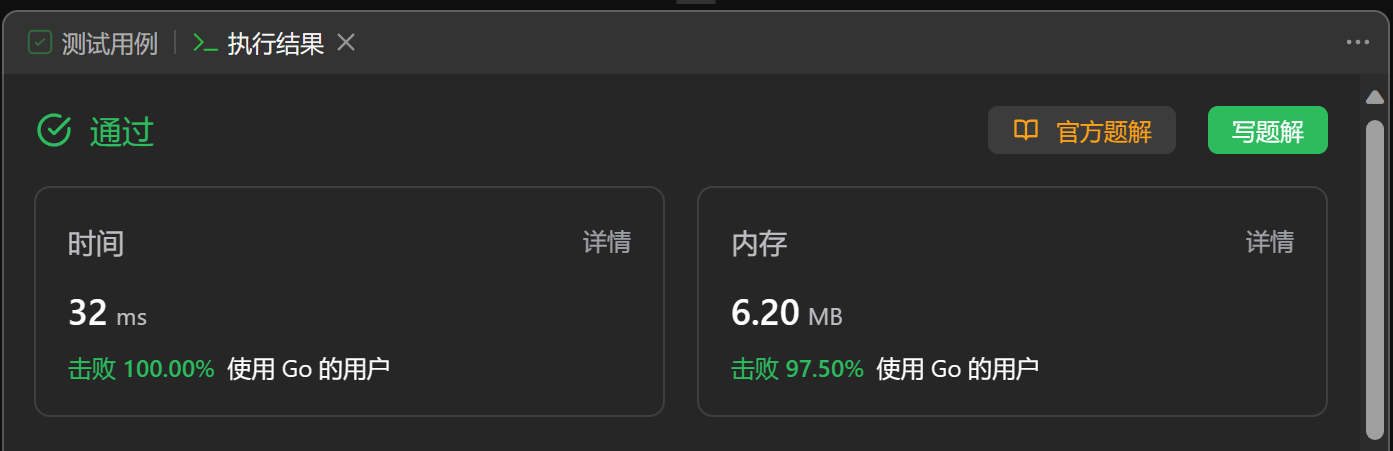 测试用例 执行结果
通过 官方题解 写题解
时间 详情
32 ms
击败 100.00% 使用 Go 的用户
内存 详情
6.20 MB
击败 97.50% 使用 Go 的用户